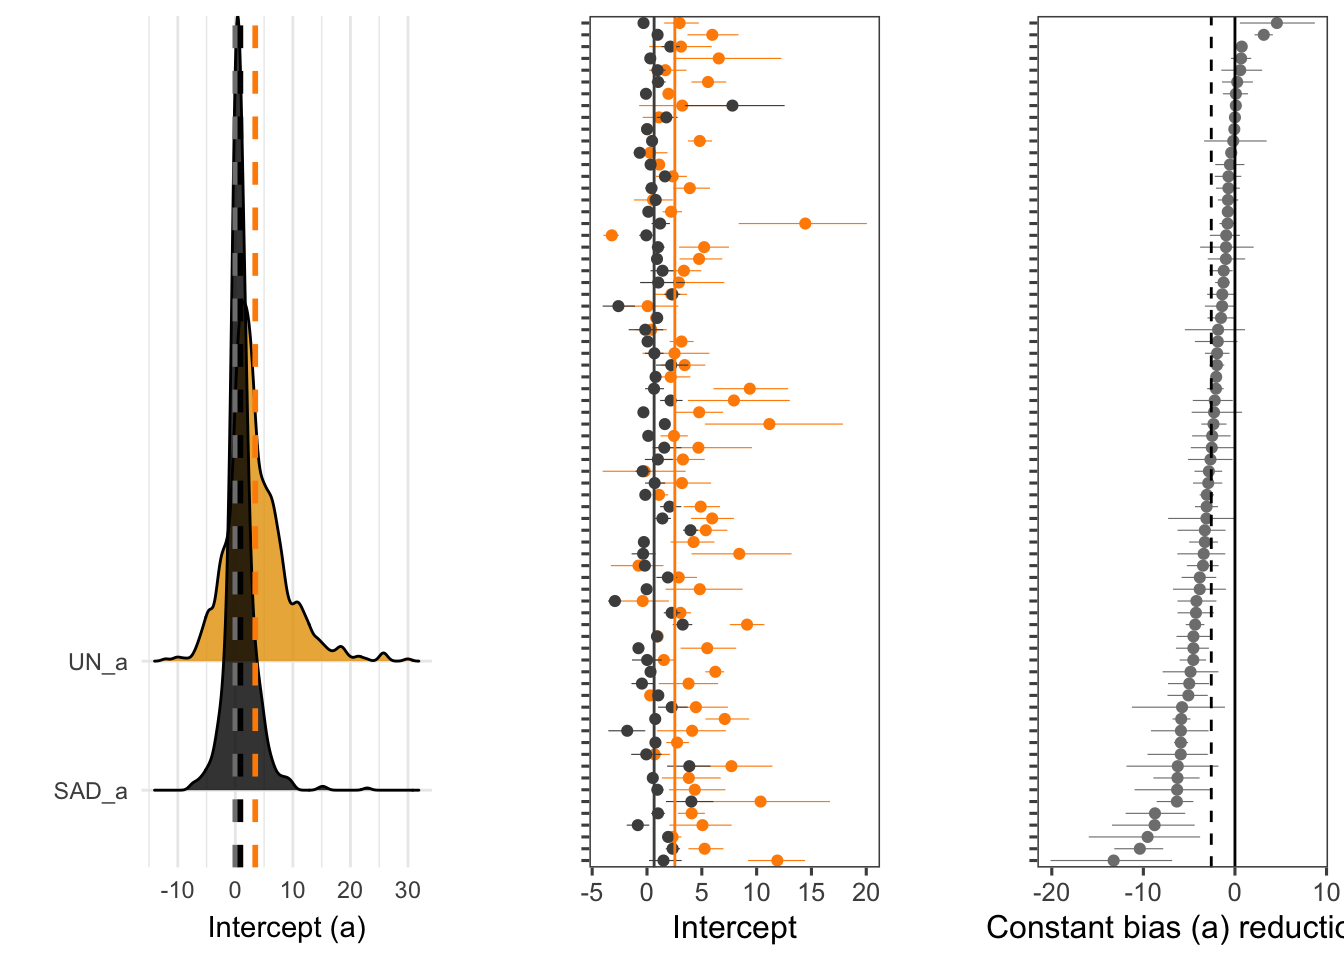 UN_a
SAD_a
-10 0 10 20 30
Intercept (a)
-5 0 5 10 15 20
Intercept
-20 -10 0 10
Constant bias (a) reductio